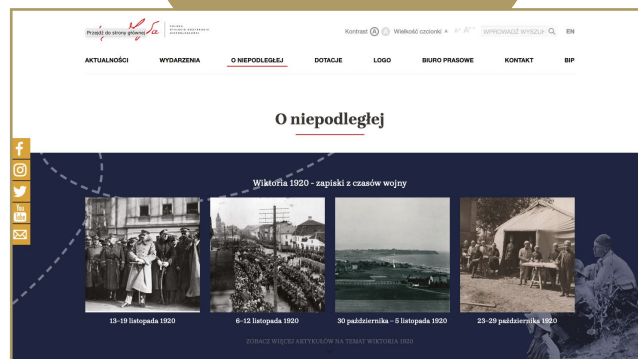 Przejdź do strony głównej
Kontrast A A Wielkość czcionki A A+ A++ WPROWADŹ WYSZUK EN
AKTUALNOŚCI WYDARZENIA O NIEPODLEGŁEJ DOTACJE LOGO BIURO PRASOWE KONTAKT BIP
O niepodległej
You
Tube
Wiktoria 1920 - zapiski z czasów wojny
13–19 listopada 1920 6–12 listopada 1920 30 października – 5 listopada 1920 23–29 października 1920
ZOBACZ WIĘCEJ ARTYKUŁÓW NA TEMAT WIKTORIA 1920